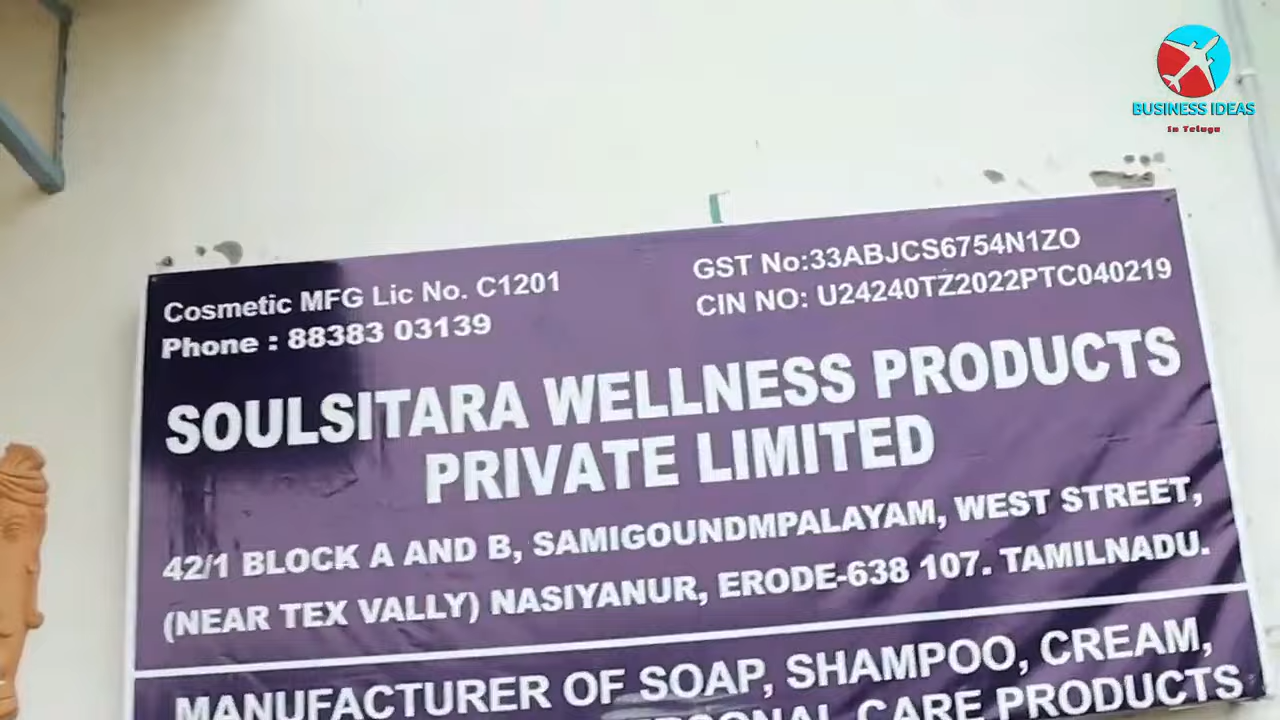 BUSINESS IDEAS
In Telugu
Cosmetic MFG Lic No. C1201
Phone : 88383 03139
GST No:33ABJCS6754N1ZO
CIN NO: U24240TZ2022PTC040219
SOULSITARA WELLNESS PRODUCTS
PRIVATE LIMITED
42/1 BLOCK A AND B, SAMIGOUNDMPALAYAM, WEST STREET,
(NEAR TEX VALLY) NASIYANUR, ERODE-638 107. TAMILNADU.
MANUFACTURER OF SOAP, SHAMPOO, CREAM,
CARE PRODUCTS